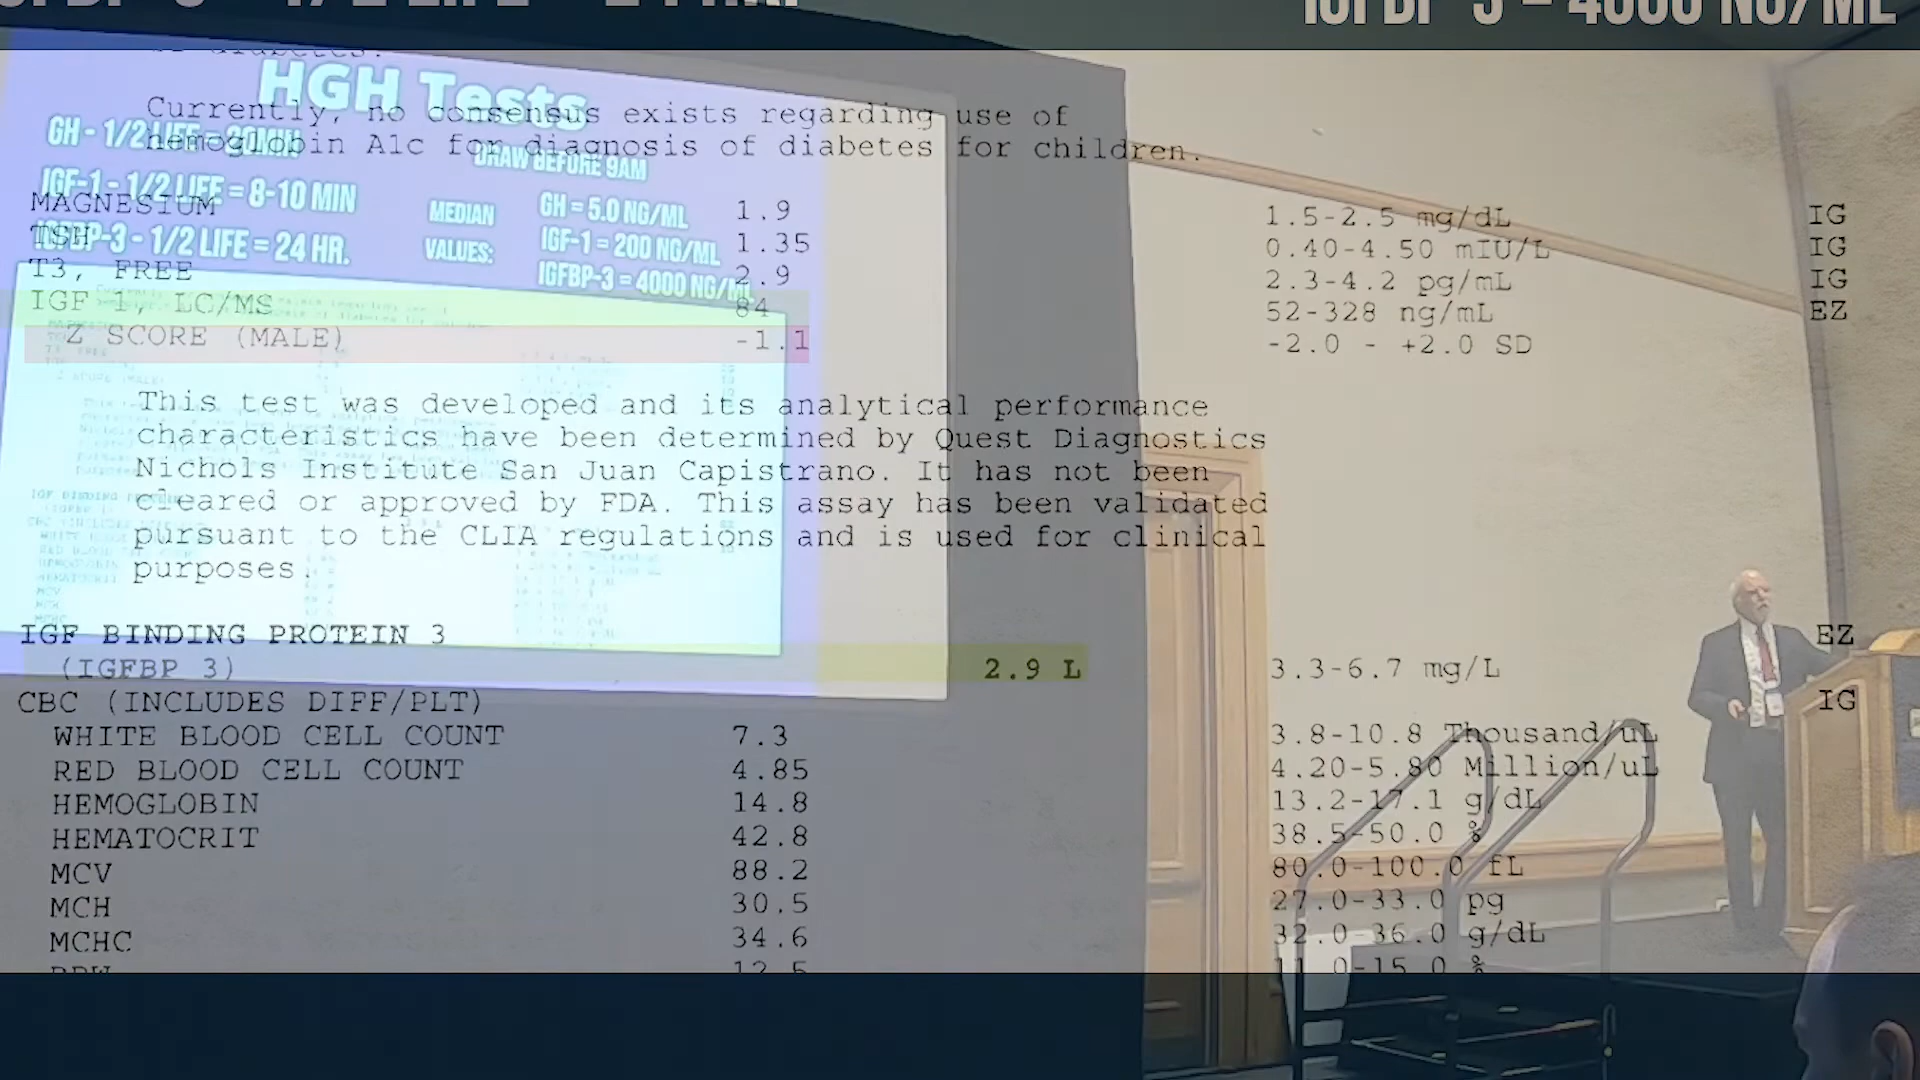 IGFBP-3 = 4000 NG/ML
of diabetes.
HGH Tests
Currently, no consensus exists regarding use of
hemoglobin A1c for diagnosis of diabetes for children.
GH - 1/2 LIFE = 20 MIN
DRAW BEFORE 9AM
IGF-1 - 1/2 LIFE = 8-10 MIN
MEDIAN
VALUES:
GH = 5.0 NG/ML
IGFBP-3 - 1/2 LIFE = 24 HR.
IGF-1 = 200 NG/ML
IGFBP-3 = 4000 NG/ML
MAGNESIUM 1.9 1.5-2.5 mg/dL IG
TSH 1.35 0.40-4.50 mIU/L IG
T3, FREE 2.9 2.3-4.2 pg/mL IG
IGF 1, LC/MS 84 52-328 ng/mL EZ
Z SCORE (MALE) -1.1 -2.0 - +2.0 SD
This test was developed and its analytical performance
characteristics have been determined by Quest Diagnostics
Nichols Institute San Juan Capistrano. It has not been
cleared or approved by FDA. This assay has been validated
pursuant to the CLIA regulations and is used for clinical
purposes.
IGF BINDING PROTEIN 3 EZ
(IGFBP 3) 2.9 L 3.3-6.7 mg/L
CBC (INCLUDES DIFF/PLT) IG
WHITE BLOOD CELL COUNT 7.3 3.8-10.8 Thousand/uL
RED BLOOD CELL COUNT 4.85 4.20-5.80 Million/uL
HEMOGLOBIN 14.8 13.2-17.1 g/dL
HEMATOCRIT 42.8 38.5-50.0 %
MCV 88.2 80.0-100.0 fL
MCH 30.5 27.0-33.0 pg
MCHC 34.6 32.0-36.0 g/dL
RDW 12.5 11.0-15.0 %